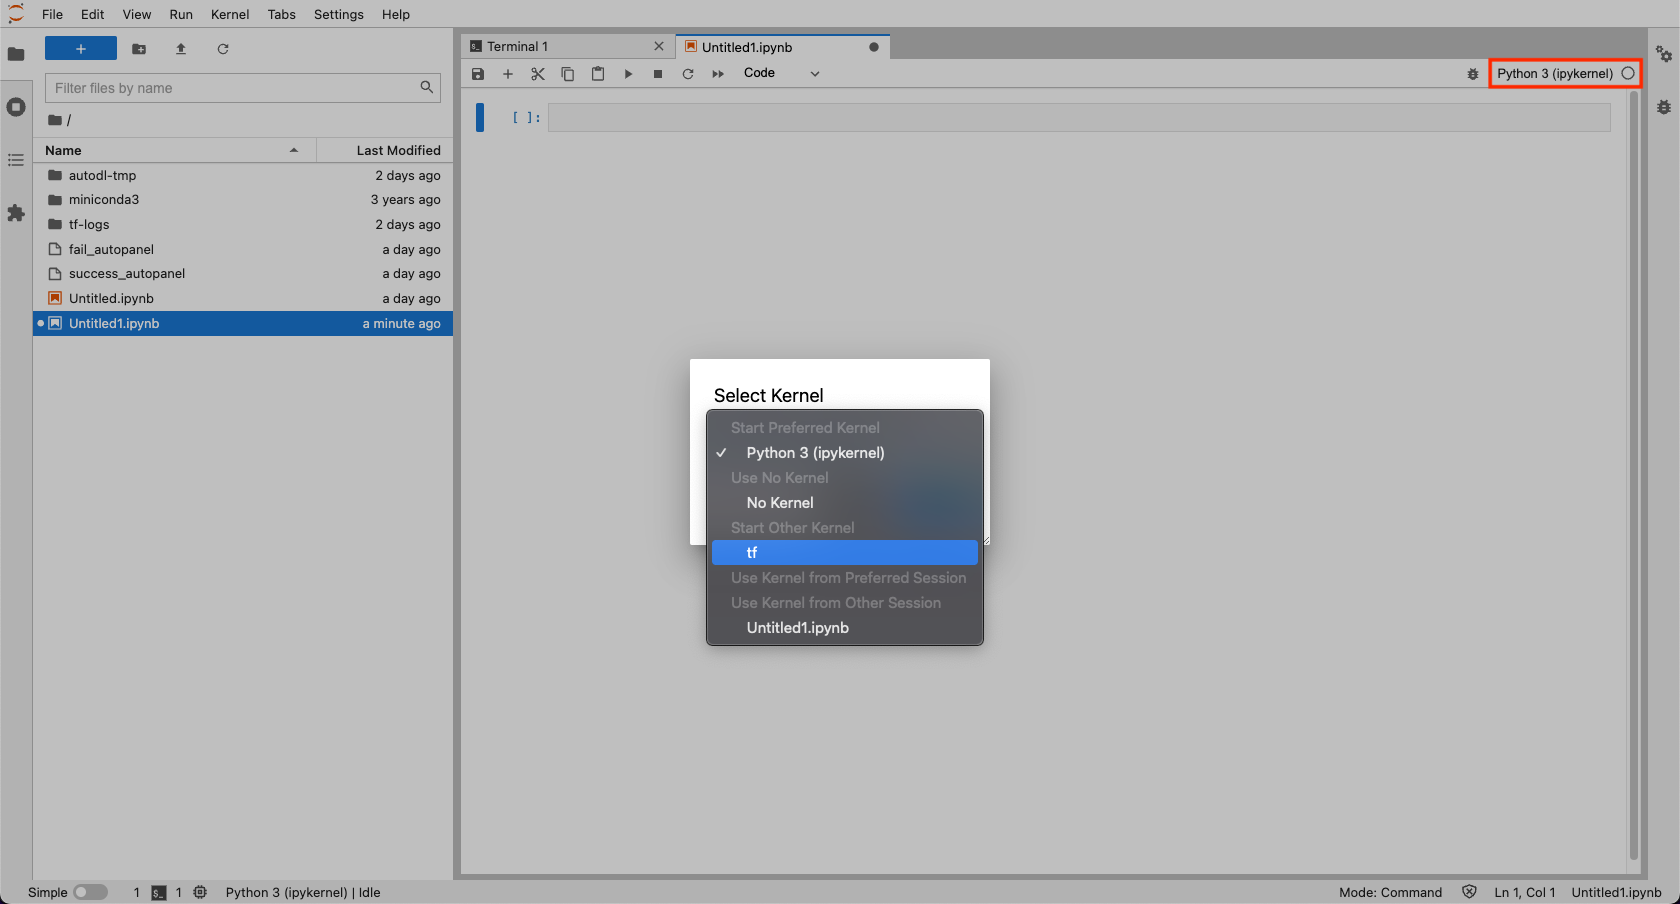 File Edit View Run Kernel Tabs Settings Help
+
Filter files by name
/
Name Last Modified
autodl-tmp 2 days ago
miniconda3 3 years ago
tf-logs 2 days ago
fail_autopanel a day ago
success_autopanel a day ago
Untitled.ipynb a day ago
Untitled1.ipynb a minute ago
Terminal 1
Untitled1.ipynb
Code
Python 3 (ipykernel)
[ ]:
Select Kernel
Start Preferred Kernel
✓ Python 3 (ipykernel)
Use No Kernel
No Kernel
Start Other Kernel
tf
Use Kernel from Preferred Session
Use Kernel from Other Session
Untitled1.ipynb
Simple 1 $_ 1 Python 3 (ipykernel) | Idle
Mode: Command Ln 1, Col 1 Untitled1.ipynb